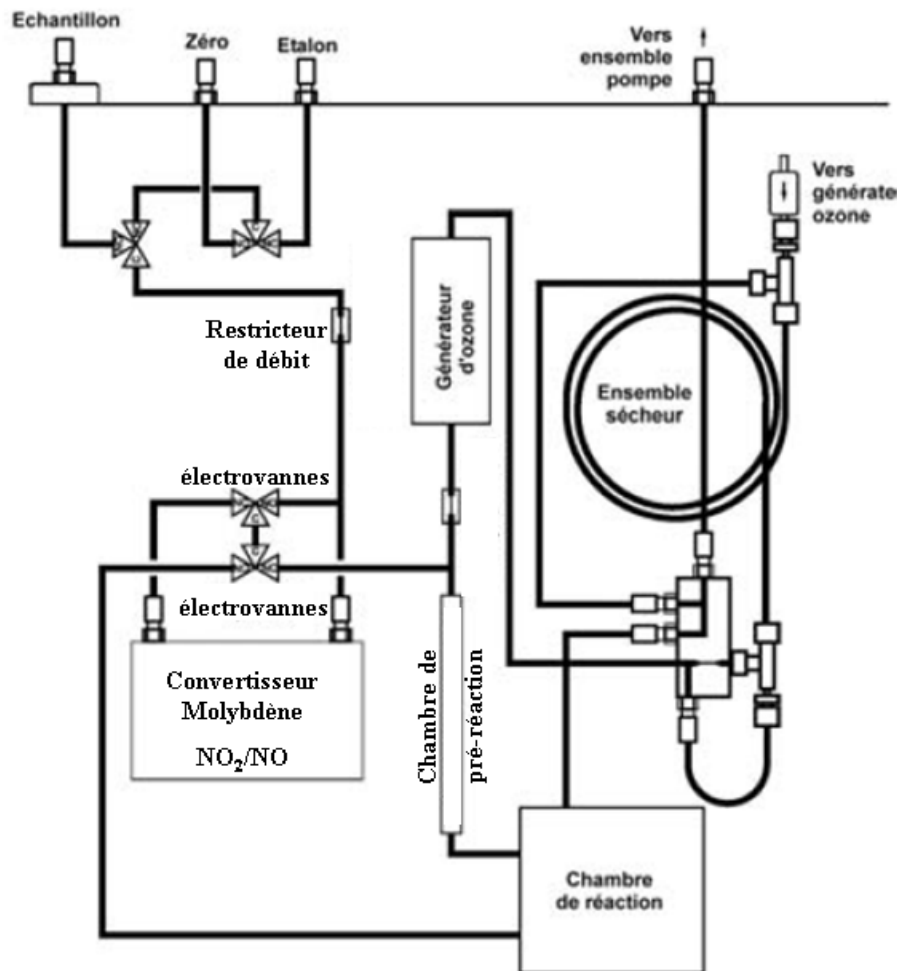 Echantillon
Zéro
Etalon
Vers
ensemble
pompe
Vers
générate
ozone
Restricteur
de débit
Générateur
d'ozone
Ensemble
sécheur
électrovannes
électrovannes
Convertisseur
Molybdène
NO₂/NO
Chambre de
pré-réaction
Chambre
de réaction